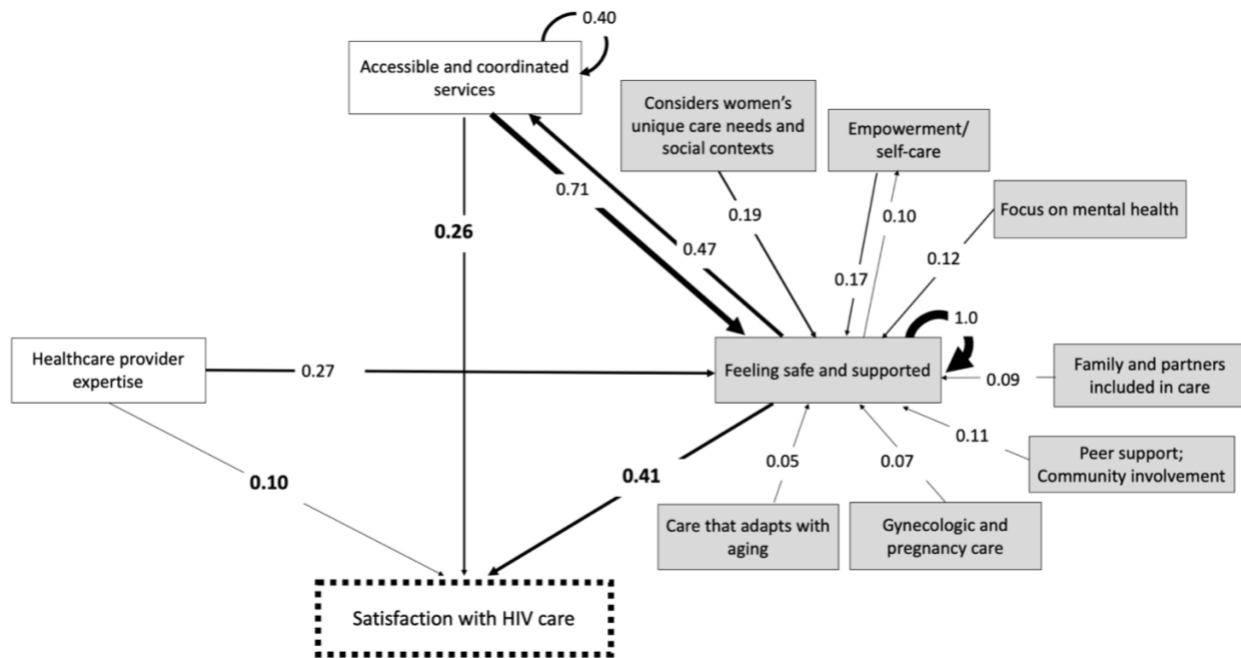 0.40
Accessible and coordinated
services
Considers women's
unique care needs and
social contexts
Empowerment/
self-care
Focus on mental health
0.71
0.26
0.47
0.19
0.10
0.17
0.12
1.0
Healthcare provider
expertise
0.27
Feeling safe and supported
0.09
Family and partners
included in care
0.10
0.41
0.05
0.07
0.11
Peer support;
Community involvement
Care that adapts with
aging
Gynecologic and
pregnancy care
Satisfaction with HIV care